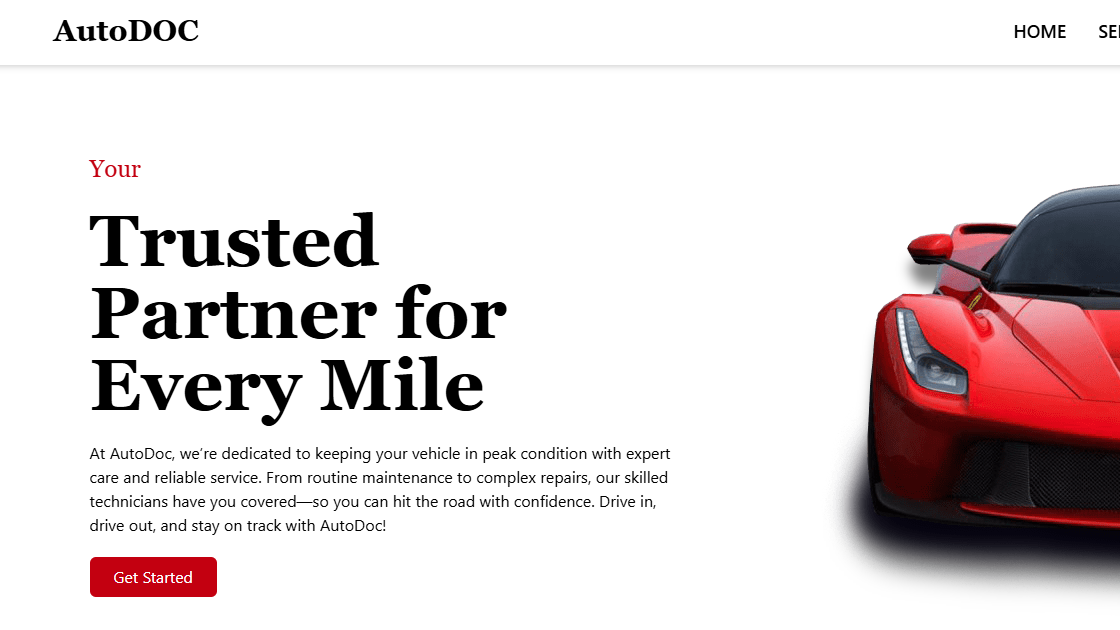 AutoDOC
HOME
Your
Trusted
Partner for
Every Mile
At AutoDoc, we're dedicated to keeping your vehicle in peak condition with expert
care and reliable service. From routine maintenance to complex repairs, our skilled
technicians have you covered—so you can hit the road with confidence. Drive in,
drive out, and stay on track with AutoDoc!
Get Started